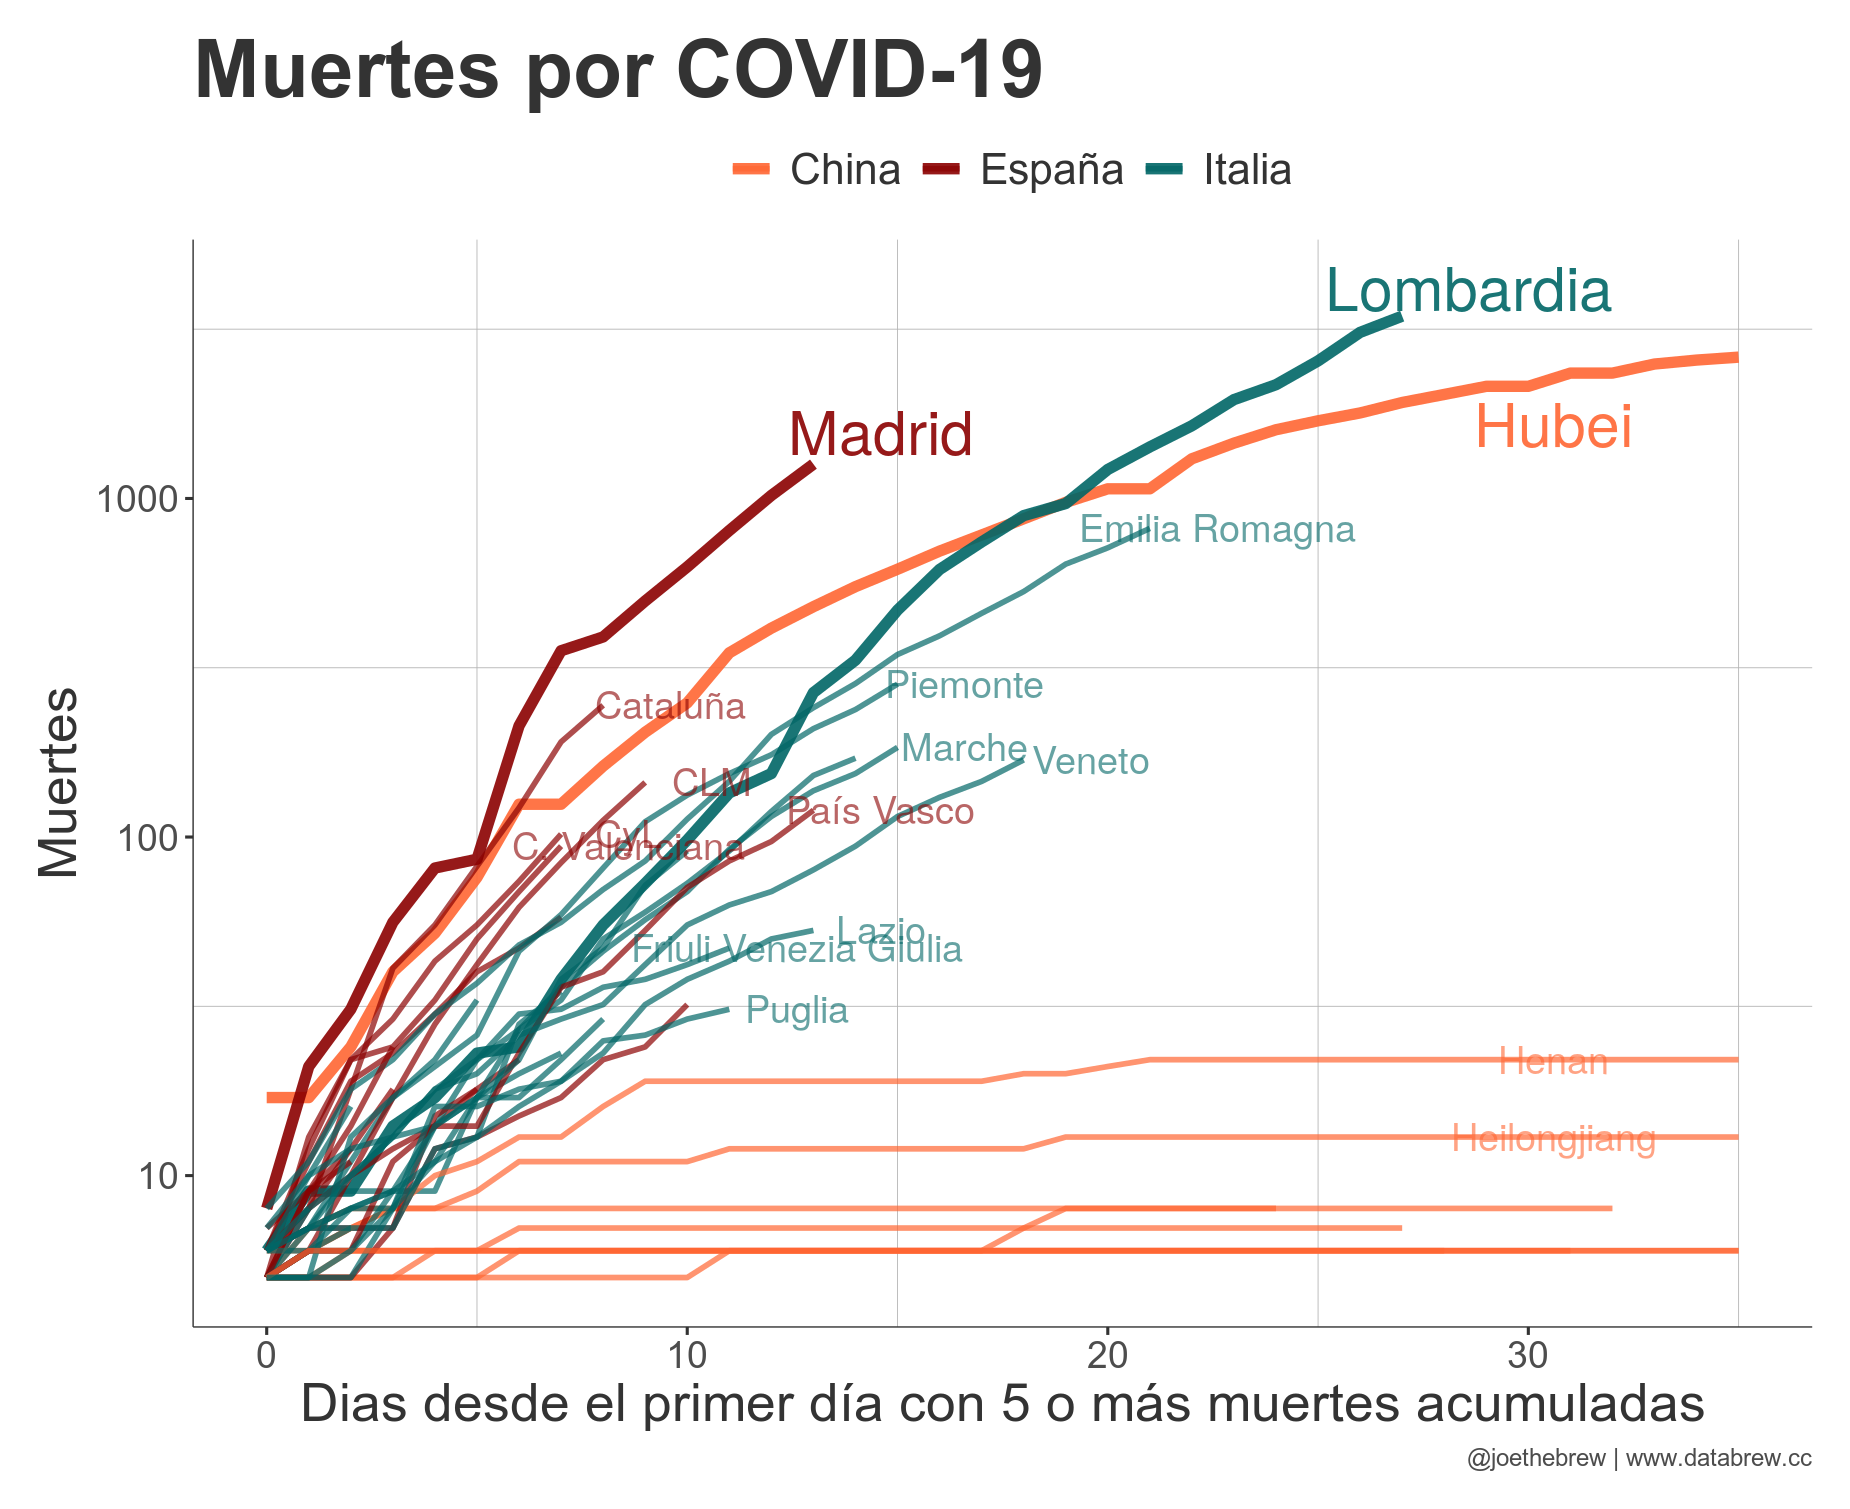 Muertes por COVID-19
China España Italia
Lombardia
Hubei
Madrid
1000
Emilia Romagna
Piemonte
Cataluña
Marche
Veneto
CLM
País Vasco
100
CyL
C. Valenciana
Lazio
Friuli Venezia Giulia
Puglia
Henan
Heilongjiang
10
Muertes
0 10 20 30
Dias desde el primer día con 5 o más muertes acumuladas
@joethebrew | www.databrew.cc